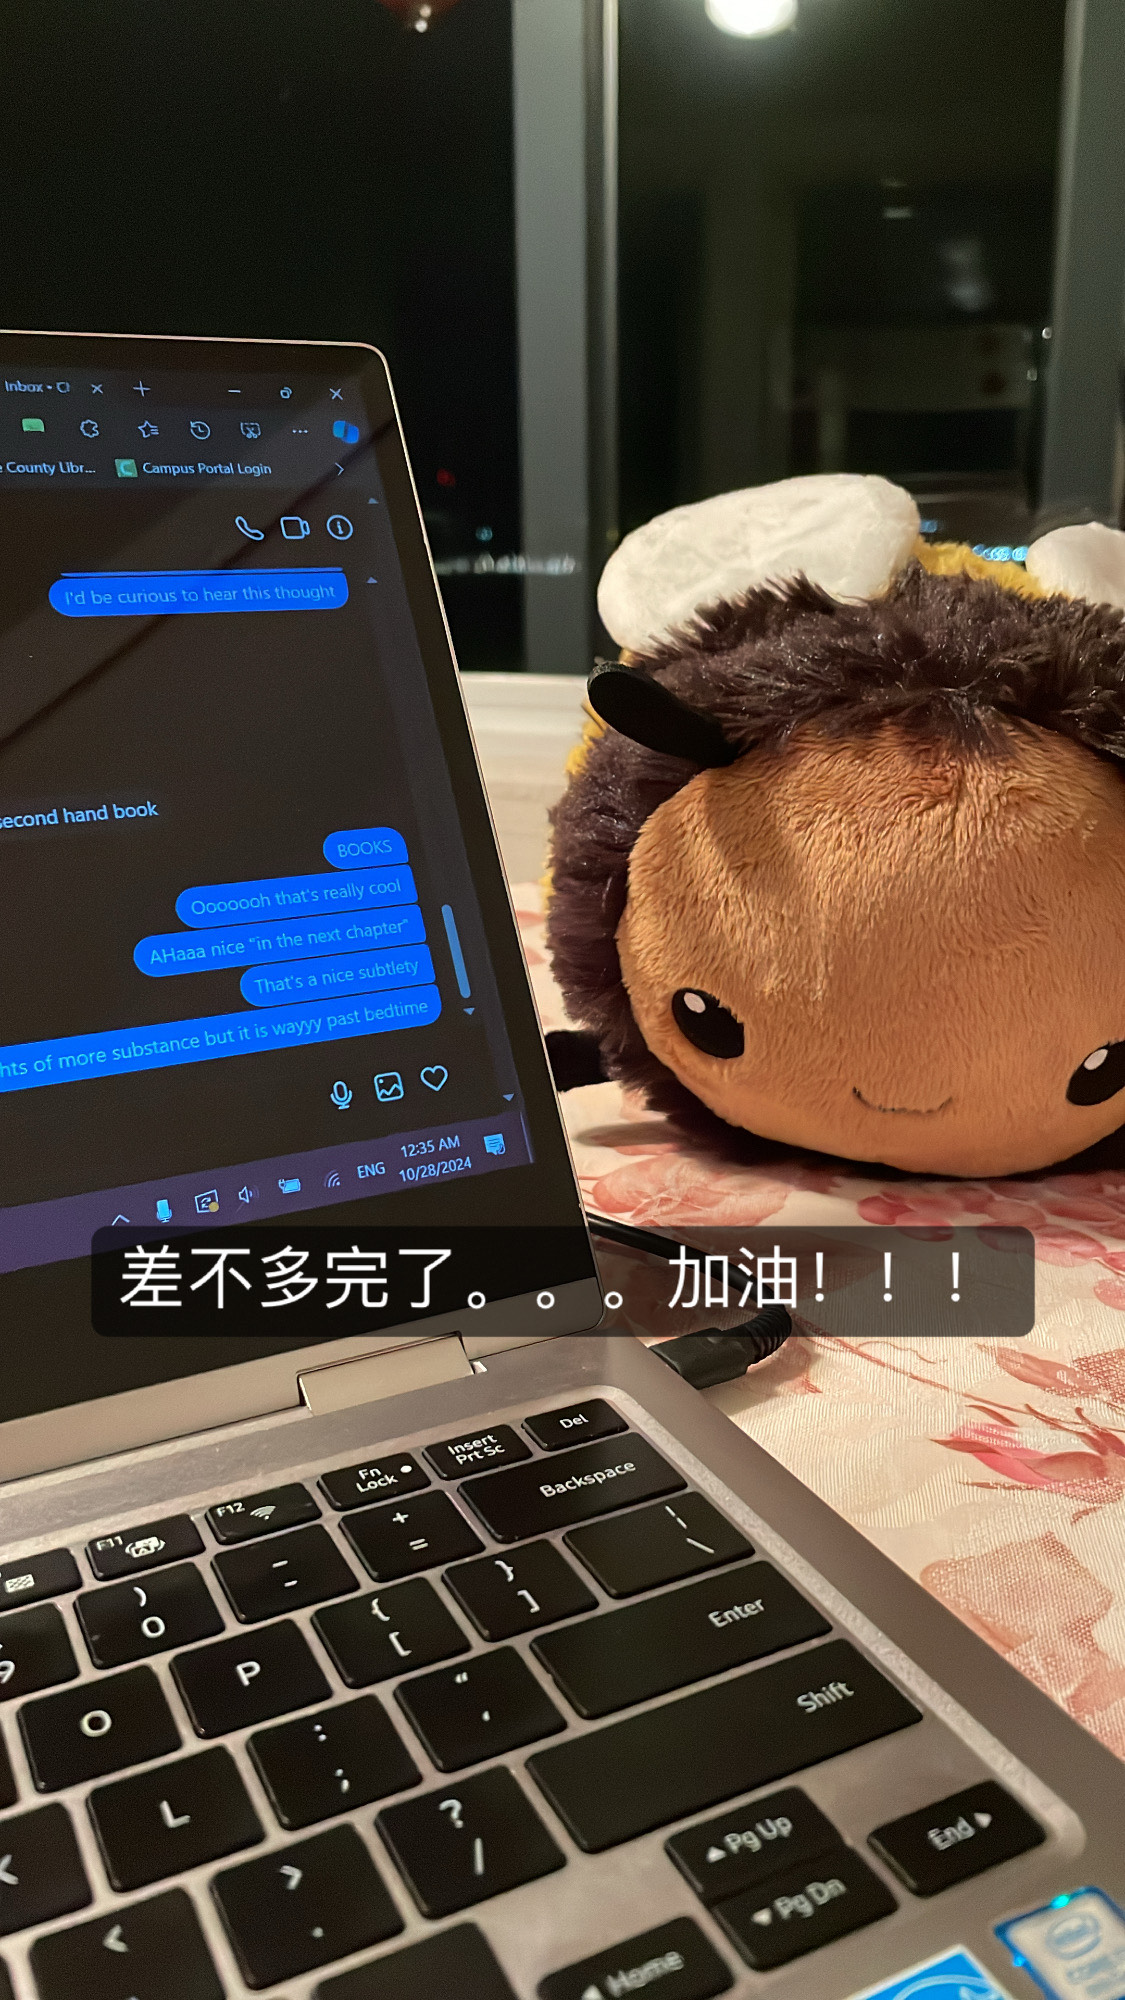 Inbox • C
County Libr...
Campus Portal Login
I'd be curious to hear this thought
second hand book
BOOKS
Ooooooh that's really cool
AHaaa nice "in the next chapter"
That's a nice subtlety
of more substance but it is wayyy past bedtime
ENG
12:35 AM
10/28/2024
差不多完了。。。加油！！！
Del
Insert
Prt Sc
Fn
Lock
F12
F11
Backspace
+
=
-
_
)
0
|
\
}
]
{
[
P
O
Enter
"
'
:
;
L
Shift
?
/
>
.
<
Pg Up
Pg Dn
End
Home
intel